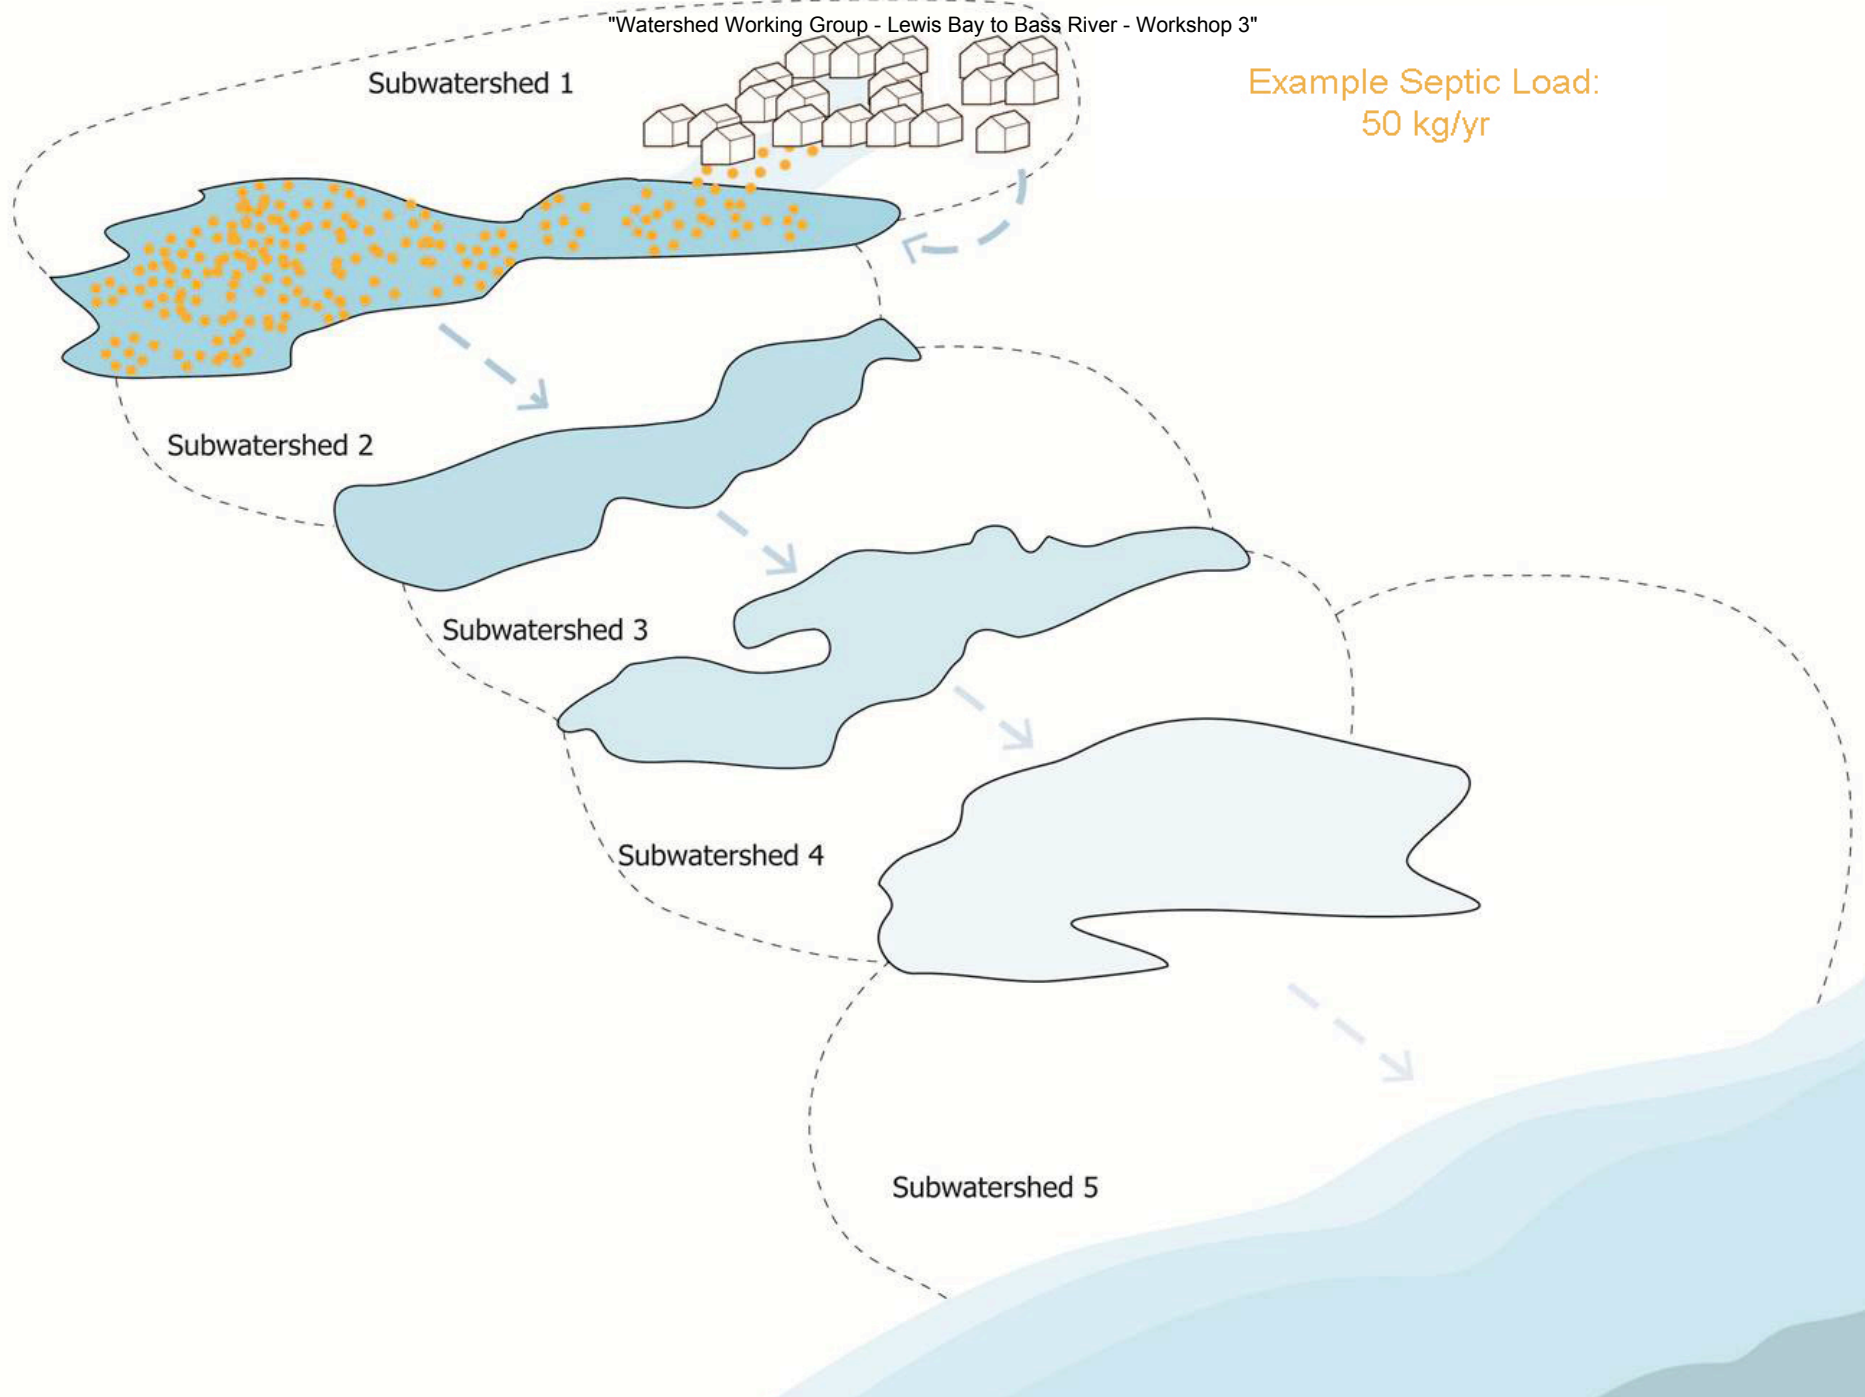 "Watershed Working Group - Lewis Bay to Bass River - Workshop 3"
Subwatershed 1
Example Septic Load:
50 kg/yr
Subwatershed 2
Subwatershed 3
Subwatershed 4
Subwatershed 5